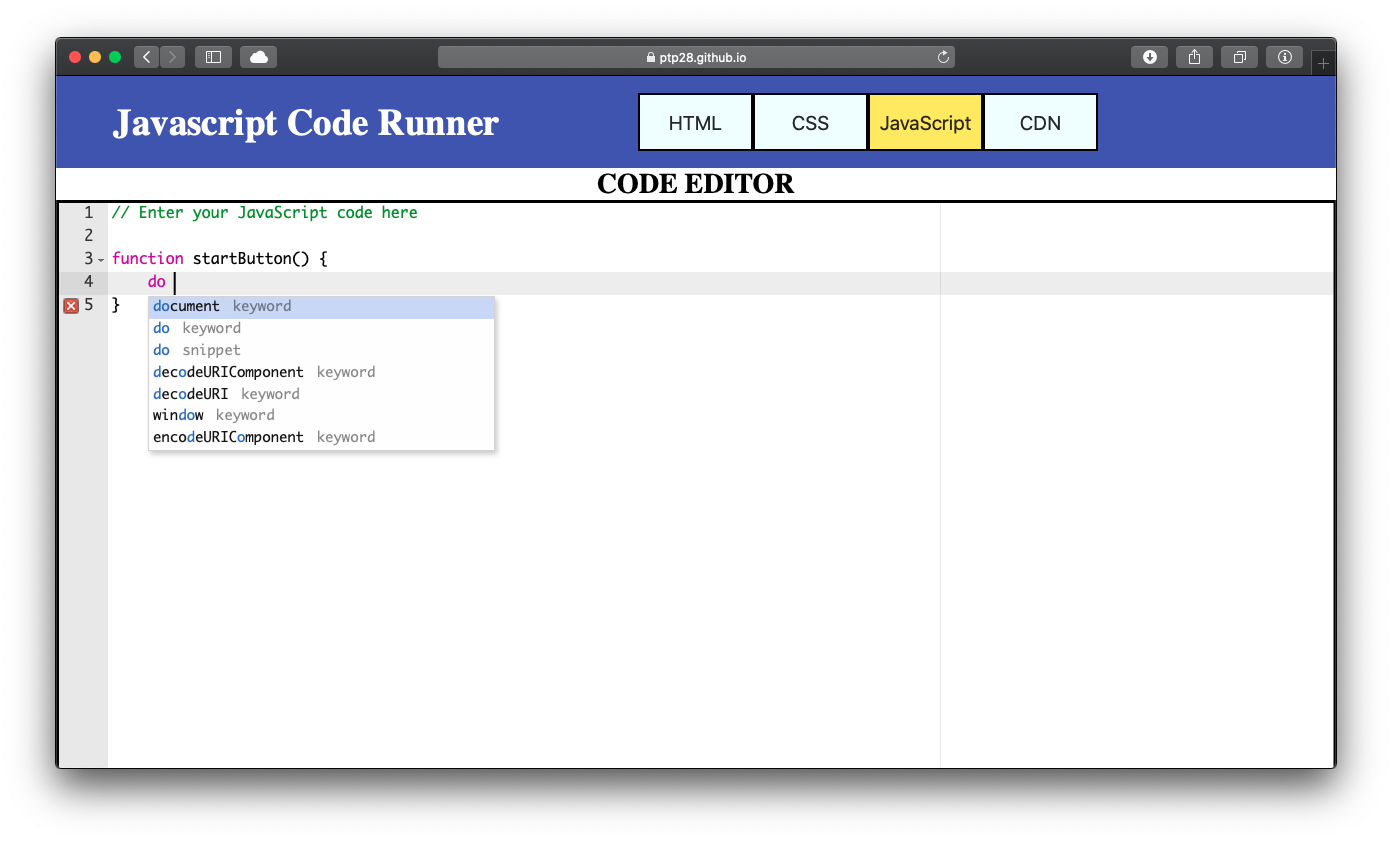 ptp28.github.io
Javascript Code Runner
HTML CSS JavaScript CDN
CODE EDITOR
1 // Enter your JavaScript code here
2
3 function startButton() {
4 do
5 }
document keyword
do keyword
do snippet
decodeURIComponent keyword
decodeURI keyword
window keyword
encodeURIComponent keyword